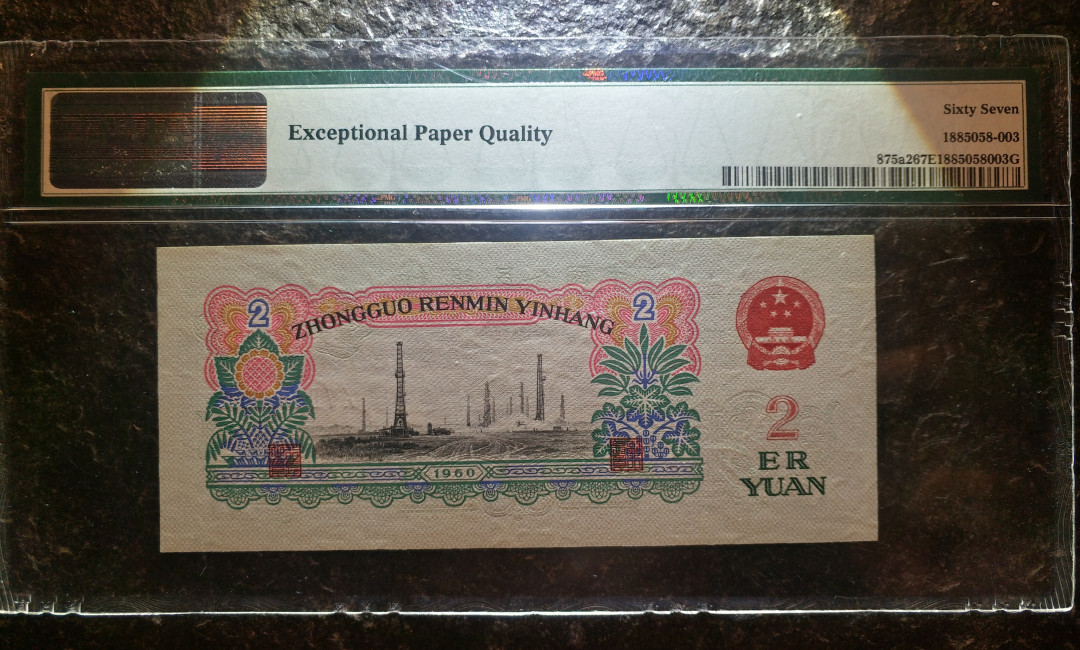 Exceptional Paper Quality
Sixty Seven
1885058-003
875a267E1885058003G
2
ZHONGGUO RENMIN YINHANG
2
2
ER
YUAN
1960